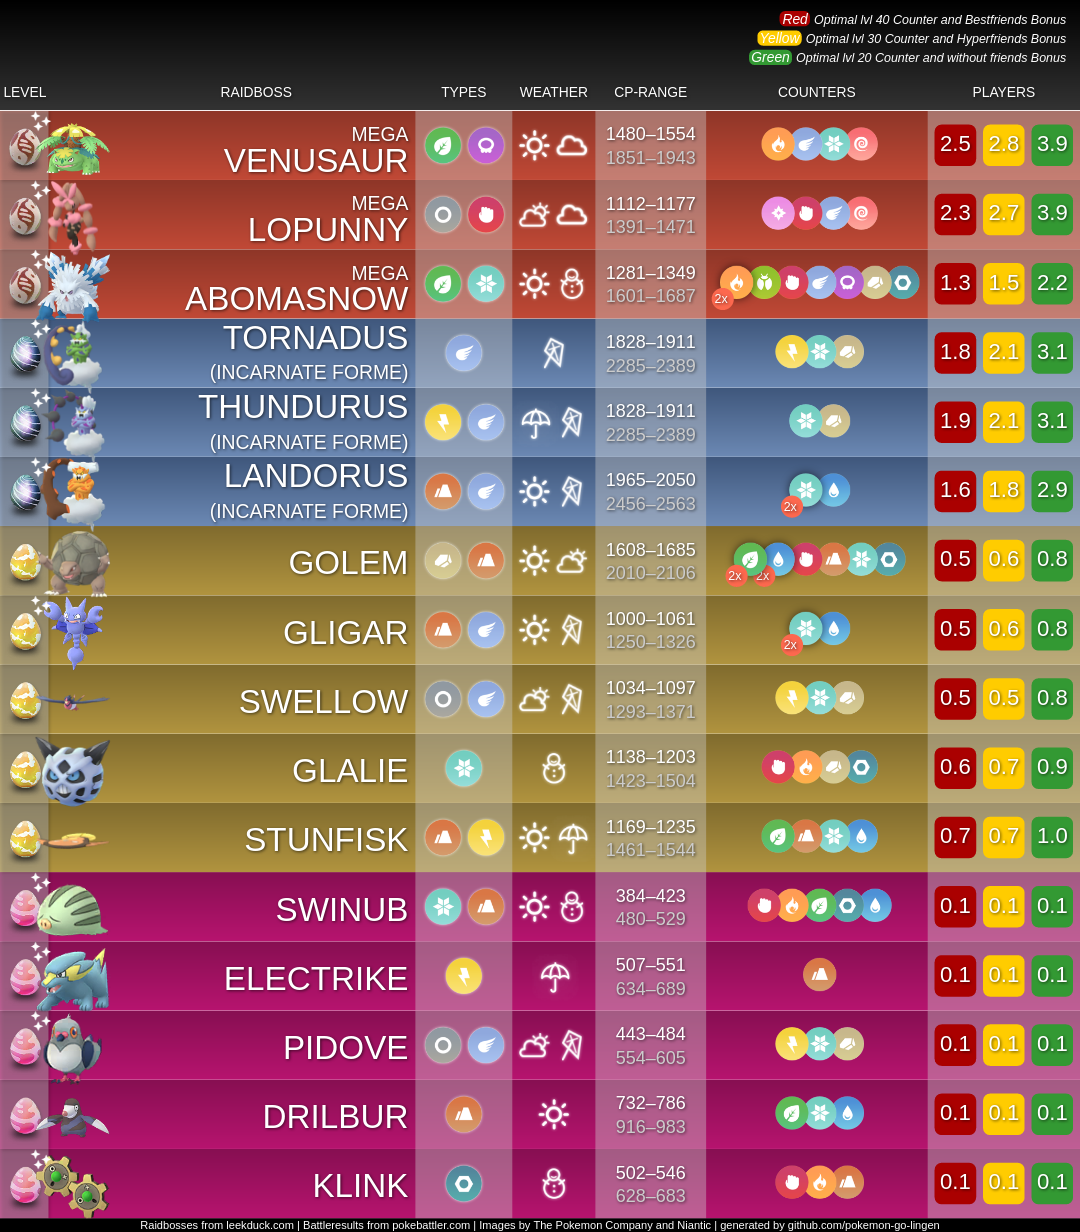 Red Optimal lvl 40 Counter and Bestfriends Bonus
Yellow Optimal lvl 30 Counter and Hyperfriends Bonus
Green Optimal lvl 20 Counter and without friends Bonus
LEVEL RAIDBOSS TYPES WEATHER CP-RANGE COUNTERS PLAYERS
MEGA
VENUSAUR
1480–1554
1851–1943
2.5 2.8 3.9
MEGA
LOPUNNY
1112–1177
1391–1471
2.3 2.7 3.9
MEGA
ABOMASNOW
1281–1349
1601–1687
2x
1.3 1.5 2.2
TORNADUS
(INCARNATE FORME)
1828–1911
2285–2389
1.8 2.1 3.1
THUNDURUS
(INCARNATE FORME)
1828–1911
2285–2389
1.9 2.1 3.1
LANDORUS
(INCARNATE FORME)
1965–2050
2456–2563
2x
1.6 1.8 2.9
GOLEM
1608–1685
2010–2106
2x 2x
0.5 0.6 0.8
GLIGAR
1000–1061
1250–1326
2x
0.5 0.6 0.8
SWELLOW
1034–1097
1293–1371
0.5 0.5 0.8
GLALIE
1138–1203
1423–1504
0.6 0.7 0.9
STUNFISK
1169–1235
1461–1544
0.7 0.7 1.0
SWINUB
384–423
480–529
0.1 0.1 0.1
ELECTRIKE
507–551
634–689
0.1 0.1 0.1
PIDOVE
443–484
554–605
0.1 0.1 0.1
DRILBUR
732–786
916–983
0.1 0.1 0.1
KLINK
502–546
628–683
0.1 0.1 0.1
Raidbosses from leekduck.com | Battleresults from pokebattler.com | Images by The Pokemon Company and Niantic | generated by github.com/pokemon-go-lingen